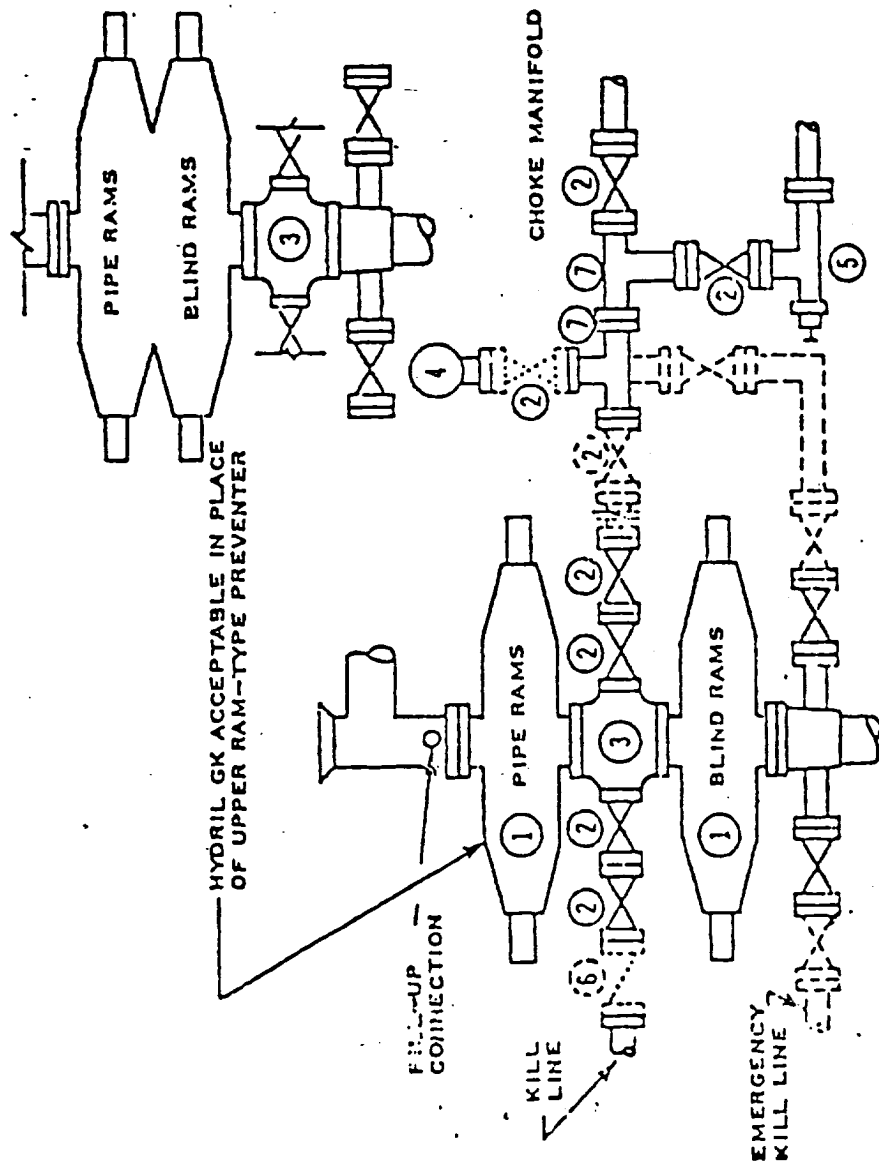 PIPE RAMS
BLIND RAMS
3
HYDRIL GK ACCEPTABLE IN PLACE
OF UPPER RAM-TYPE PREVENTER
CHOKE MANIFOLD
FILL-UP
CONNECTION
4
2
7
7
2
2
5
KILL
LINE
6
2
2
3
2
2
2
1
PIPE RAMS
1
BLIND RAMS
EMERGENCY
KILL LINE